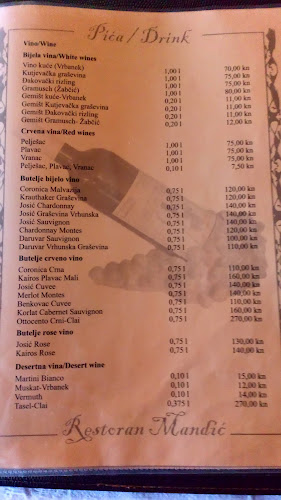 Pića / Drink
Vino/Wine
Bijela vina/White wines
Vino kuće (Vrbanek) 1,00 l 70,00 kn
Kutjevačka graševina 1,00 l 75,00 kn
Đakovački rizling 1,00 l 75,00 kn
Gramusch (Žabčić) 1,00 l 80,00 kn
Gemišt kuće-Vrbanek 0,20 l 11,00 kn
Gemišt Kutjevačka graševina 0,20 l 11,00 kn
Gemišt Đakovački rizling 0,20 l 11,00 kn
Gemišt Gramusch- Žabčić 0,20 l 12,00 kn
Crvena vina/Red wines
Pelješac 1,00 l 75,00 kn
Plavac 1,00 l 75,00 kn
Vranac 1,00 l 75,00 kn
Pelješac, Plavac, Vranac 0,10 l 7,50 kn
Butelje bijelo vino
Coronica Malvazija 0,75 l 120,00 kn
Krauthaker Graševina 0,75 l 120,00 kn
Josić Chardonnay 0,75 l 140,00 kn
Josić Graševina Vrhunska 0,75 l 140,00 kn
Josić Sauvignon 0,75 l 140,00 kn
Chardonnay Montes 0,75 l 120,00 kn
Daruvar Sauvignon 0,75 l 100,00 kn
Daruvar Vrhunska Graševina 0,75 l 110,00 kn
Butelje crveno vino
Coronica Crna 0,75 l 110,00 kn
Kairos Plavac Mali 0,75 l 160,00 kn
Josić Cuvee 0,75 l 140,00 kn
Merlot Montes 0,75 l 140,00 kn
Benkovac Cuvee 0,75 l 110,00 kn
Korlat Cabernet Sauvignon 0,75 l 160,00 kn
Ottocento Crni-Clai 0,75 l 270,00 kn
Butelje rose vino
Josić Rose 0,75 l 130,00 kn
Kairos Rose 0,75 l 140,00 kn
Desertna vina/Desert wine
Martini Bianco 0,10 l 15,00 kn
Muskat-Vrbanek 0,10 l 12,00 kn
Vermuth 0,10 l 14,00 kn
Tasel-Clai 0,375 l 270,00 kn
Restoran Mandić